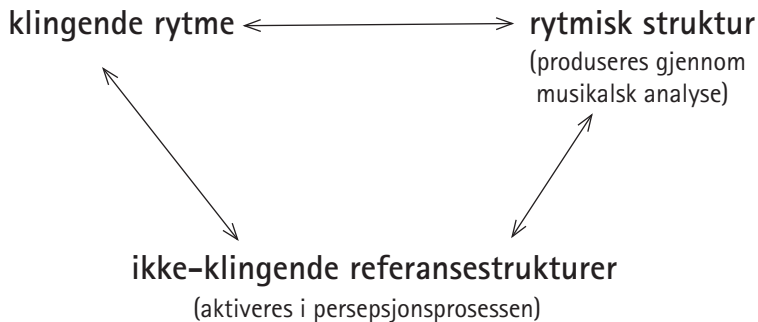 klingende rytme
rytmisk struktur
(produseres gjennom
musikalsk analyse)
ikke-klingende referansestrukturer
(aktiveres i persepsjonsprosessen)